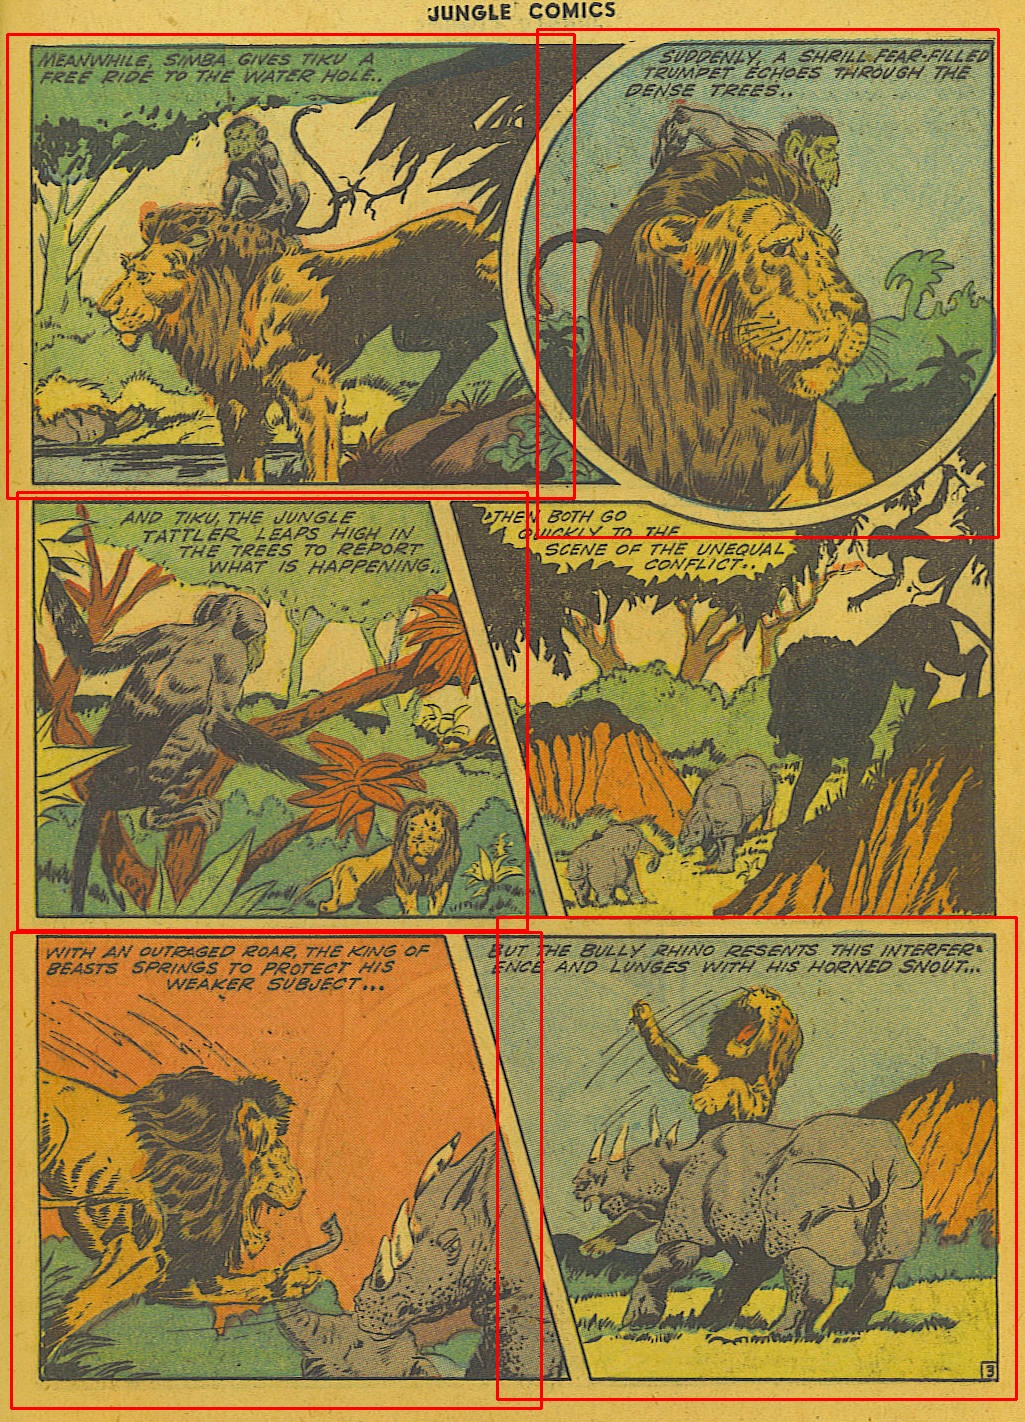 JUNGLE COMICS
MEANWHILE, SIMBA GIVES TIKU A
FREE RIDE TO THE WATER HOLE..
SUDDENLY, A SHRILL FEAR-FILLED
TRUMPET ECHOES THROUGH THE
DENSE TREES..
AND TIKU, THE JUNGLE
TATTLER LEAPS HIGH IN
THE TREES TO REPORT
WHAT IS HAPPENING..
THEN BOTH GO
QUICKLY TO THE
SCENE OF THE UNEQUAL
CONFLICT..
WITH AN OUTRAGED ROAR, THE KING OF
BEASTS SPRINGS TO PROTECT HIS
WEAKER SUBJECT...
BUT THE BULLY RHINO RESENTS THIS INTERFER-
ENCE AND LUNGES WITH HIS HORNED SNOUT...
3